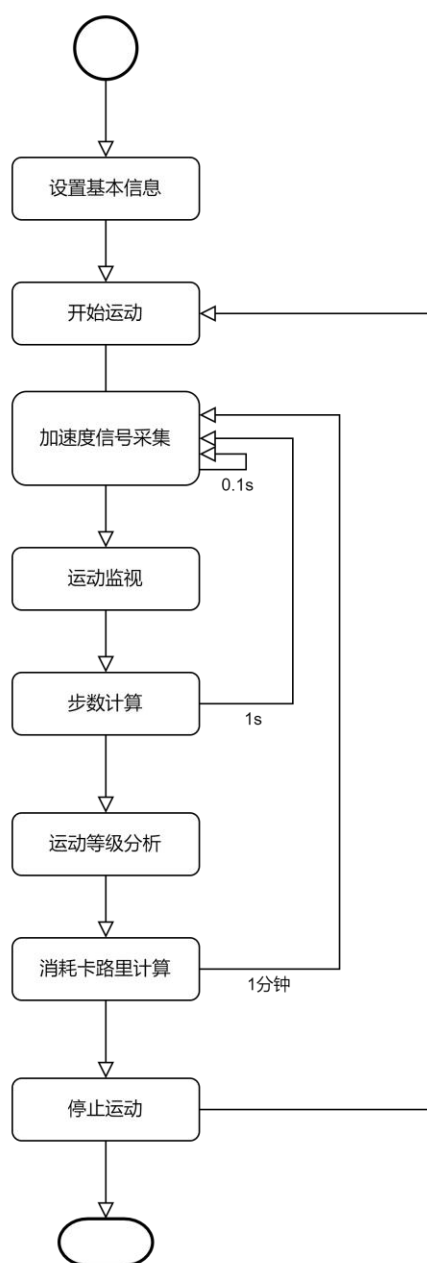 设置基本信息
开始运动
加速度信号采集
0.1s
运动监视
步数计算
1s
运动等级分析
消耗卡路里计算
1分钟
停止运动